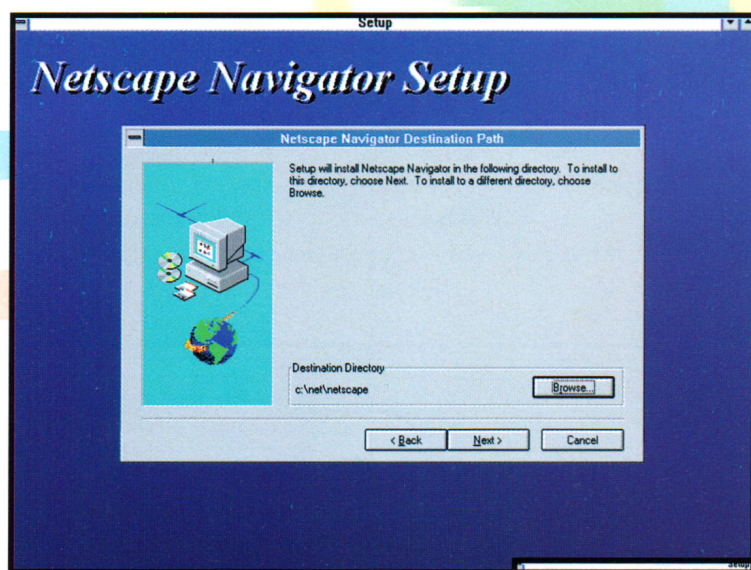 Setup
Netscape Navigator Setup
Netscape Navigator Destination Path
Setup will install Netscape Navigator in the following directory. To install to
this directory, choose Next. To install to a different directory, choose
Browse.
Destination Directory
c:\net\netscape
Browse...
< Back
Next >
Cancel
Setup